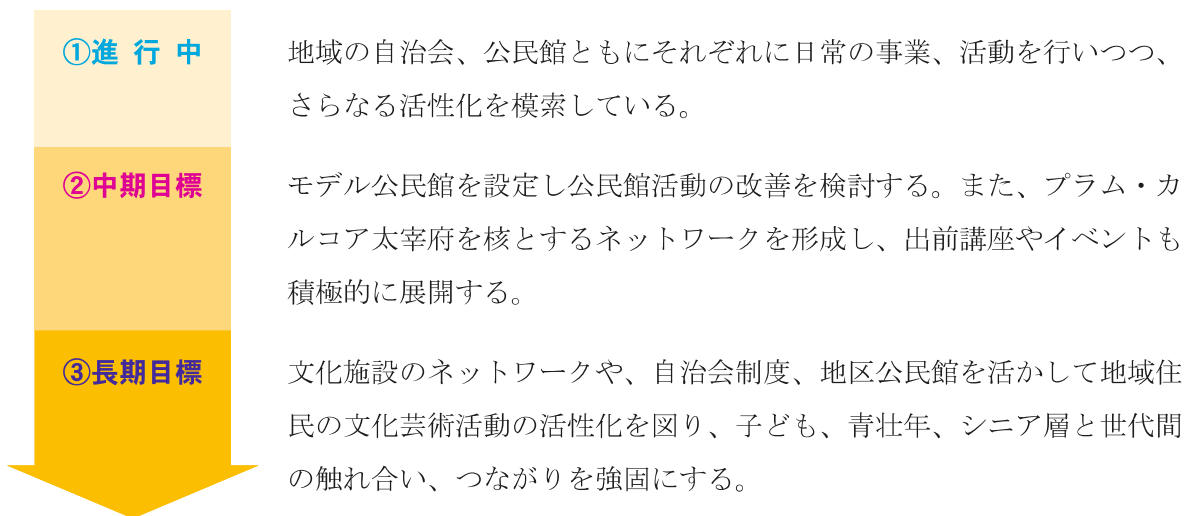 ①進行中
地域の自治会、公民館ともにそれぞれに日常の事業、活動を行いつつ、
さらなる活性化を模索している。
②中期目標
モデル公民館を設定し公民館活動の改善を検討する。また、プラム・カ
ルコア太宰府を核とするネットワークを形成し、出前講座やイベントも
積極的に展開する。
③長期目標
文化施設のネットワークや、自治会制度、地区公民館を活かして地域住
民の文化芸術活動の活性化を図り、子ども、青壮年、シニア層と世代間
の触れ合い、つながりを強固にする。